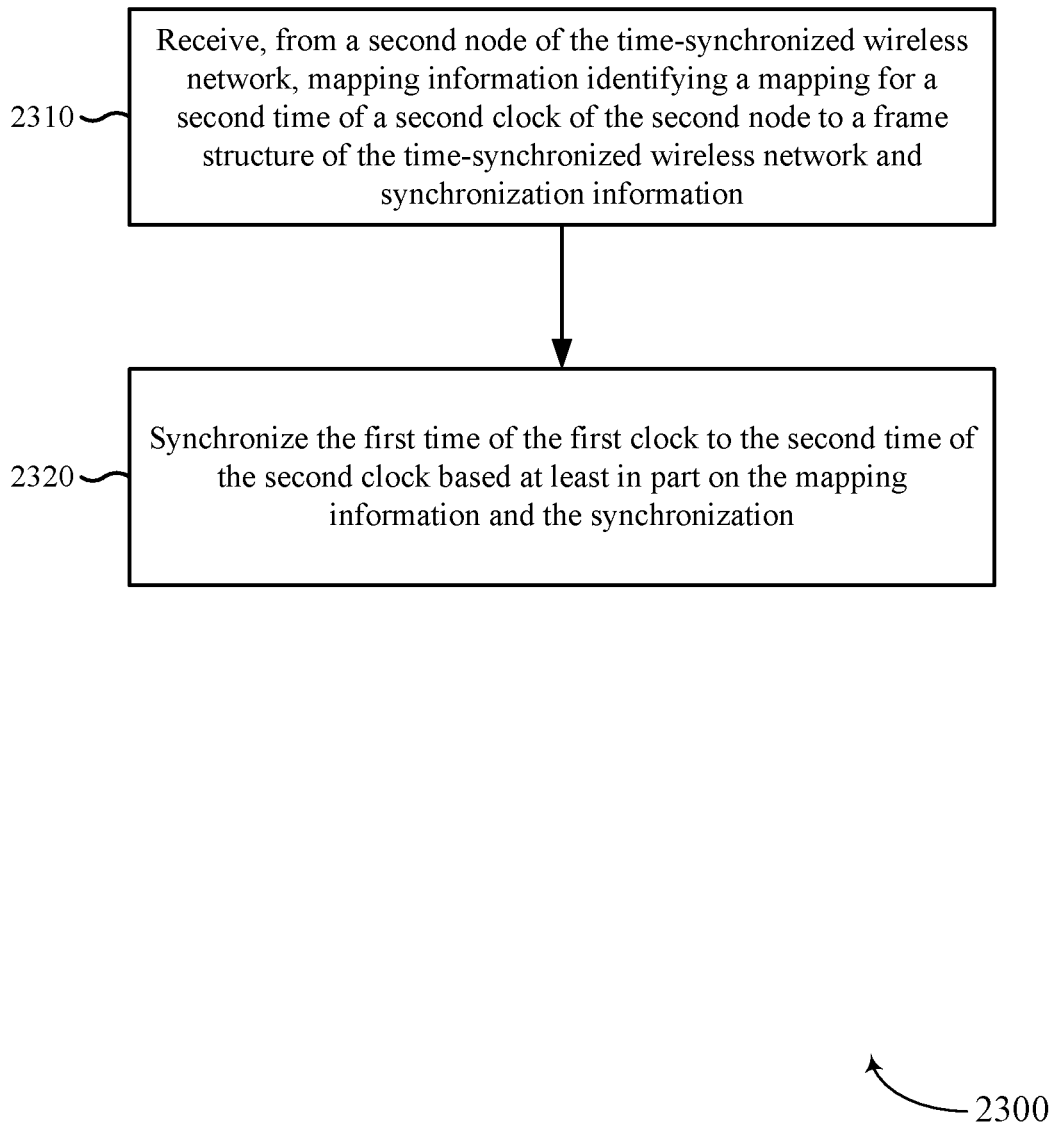 Receive, from a second node of the time-synchronized wireless
network, mapping information identifying a mapping for a
second time of a second clock of the second node to a frame
structure of the time-synchronized wireless network and
synchronization information
2310
Synchronize the first time of the first clock to the second time of
the second clock based at least in part on the mapping
information and the synchronization
2320
2300